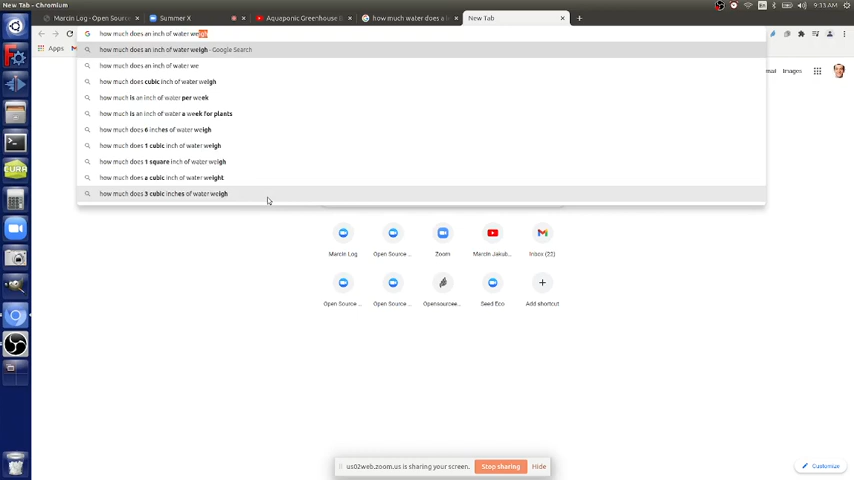 New Tab - Chromium
9:33 AM
Marcin Log - Open Sourc
Summer X
Aquaponic Greenhouse B
how much water does a i
New Tab
how much does an inch of water weigh
Apps
how much does an inch of water weigh - Google Search
how much does an inch of water we
how much does cubic inch of water weigh
how much is an inch of water per week
how much is an inch of water a week for plants
how much does 6 inches of water weigh
how much does 1 cubic inch of water weigh
how much does 1 square inch of water weigh
how much does a cubic inch of water weight
how much does 3 cubic inches of water weigh
Images
Marcin Log
Open Source ...
Zoom
Marcin Jakub...
Inbox (22)
Open Source ...
Open Source ...
Opensourcee...
Seed Eco
Add shortcut
us02web.zoom.us is sharing your screen.
Stop sharing
Hide
Customize